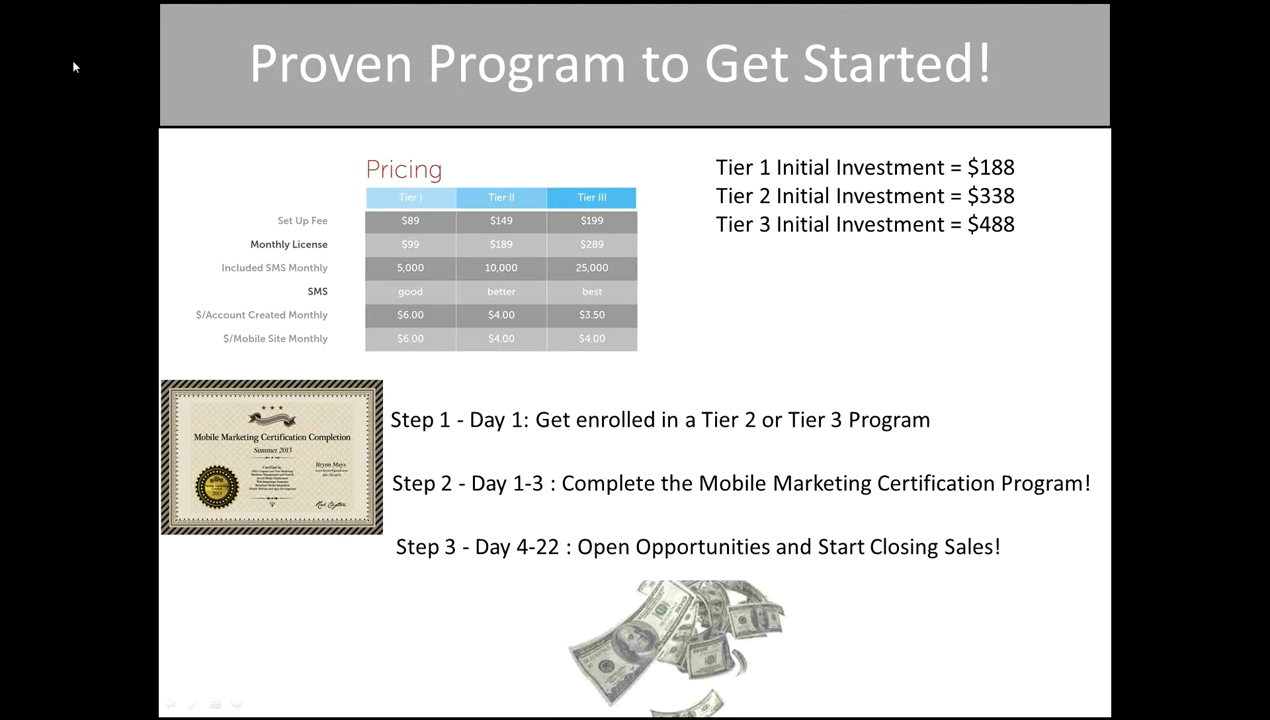 Proven Program to Get Started!
Pricing
Tier I Tier II Tier III
Set Up Fee $89 $149 $199
Monthly License $99 $189 $289
Included SMS Monthly 5,000 10,000 25,000
SMS good better best
$/Account Created Monthly $6.00 $4.00 $3.50
$/Mobile Site Monthly $6.00 $4.00 $4.00
Tier 1 Initial Investment = $188
Tier 2 Initial Investment = $338
Tier 3 Initial Investment = $488
Mobile Marketing Certification Completion
Summer 2013
Brynn Mays
Step 1 - Day 1: Get enrolled in a Tier 2 or Tier 3 Program
Step 2 - Day 1-3 : Complete the Mobile Marketing Certification Program!
Step 3 - Day 4-22 : Open Opportunities and Start Closing Sales!